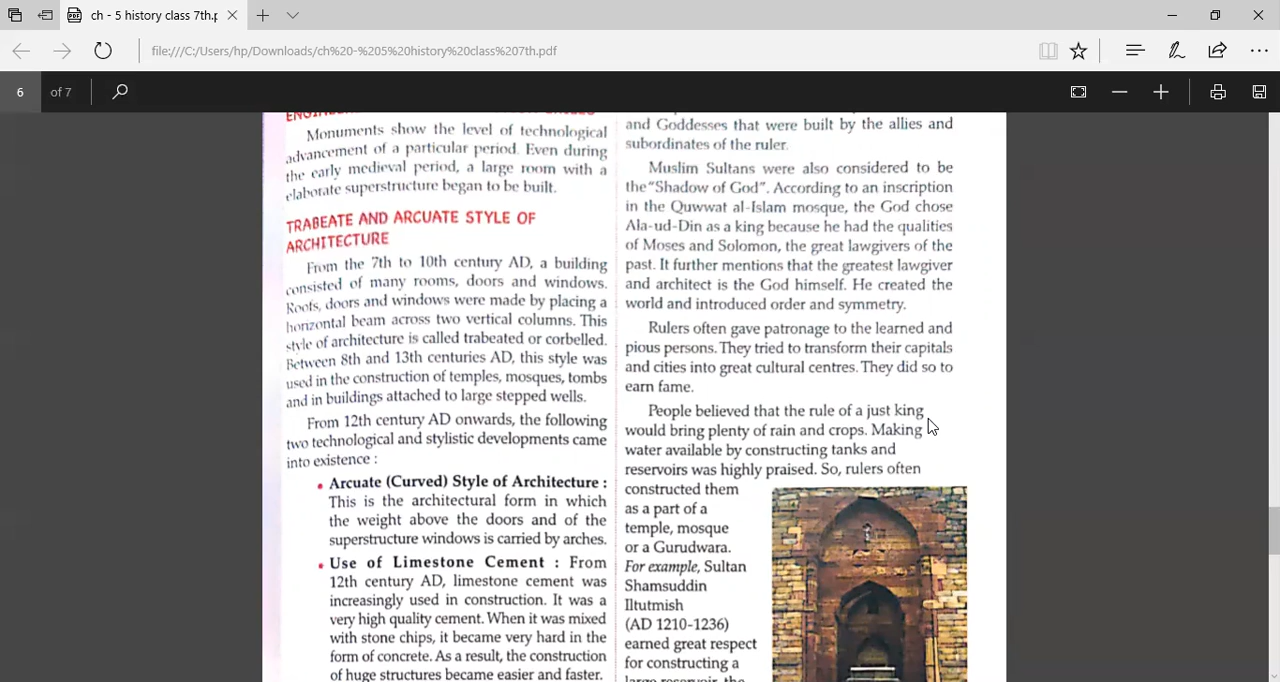 ch - 5 history class 7th.p
file:///C:/Users/hp/Downloads/ch%20-%205%20history%20class%207th.pdf
6 of 7
Monuments show the level of technological
advancement of a particular period. Even during
the early medieval period, a large room with a
elaborate superstructure began to be built.
TRABEATE AND ARCUATE STYLE OF
ARCHITECTURE
From the 7th to 10th century AD, a building
consisted of many rooms, doors and windows.
Roofs, doors and windows were made by placing a
horizontal beam across two vertical columns. This
style of architecture is called trabeated or corbelled.
Between 8th and 13th centuries AD, this style was
used in the construction of temples, mosques, tombs
and in buildings attached to large stepped wells.
From 12th century AD onwards, the following
two technological and stylistic developments came
into existence :
• Arcuate (Curved) Style of Architecture :
This is the architectural form in which
the weight above the doors and of the
superstructure windows is carried by arches.
• Use of Limestone Cement : From
12th century AD, limestone cement was
increasingly used in construction. It was a
very high quality cement. When it was mixed
with stone chips, it became very hard in the
form of concrete. As a result, the construction
of huge structures became easier and faster.
and Goddesses that were built by the allies and
subordinates of the ruler.
Muslim Sultans were also considered to be
the "Shadow of God". According to an inscription
in the Quwwat al-Islam mosque, the God chose
Ala-ud-Din as a king because he had the qualities
of Moses and Solomon, the great lawgivers of the
past. It further mentions that the greatest lawgiver
and architect is the God himself. He created the
world and introduced order and symmetry.
Rulers often gave patronage to the learned and
pious persons. They tried to transform their capitals
and cities into great cultural centres. They did so to
earn fame.
People believed that the rule of a just king
would bring plenty of rain and crops. Making
water available by constructing tanks and
reservoirs was highly praised. So, rulers often
constructed them
as a part of a
temple, mosque
or a Gurudwara.
For example, Sultan
Shamsuddin
Iltutmish
(AD 1210-1236)
earned great respect
for constructing a
large reservoir, the